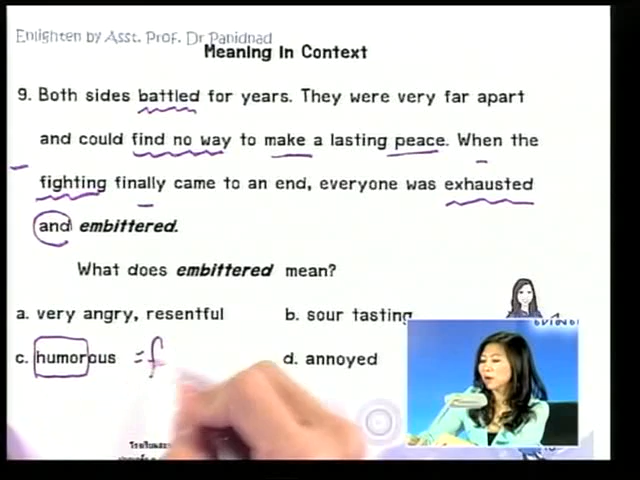 Enlighten by Asst. Prof. Dr Panidnad
Meaning In Context
9. Both sides battled for years. They were very far apart
and could find no way to make a lasting peace. When the
fighting finally came to an end, everyone was exhausted
and embittered.
What does embittered mean?
a. very angry, resentful
b. sour tasting
c. humorous = f
d. annoyed